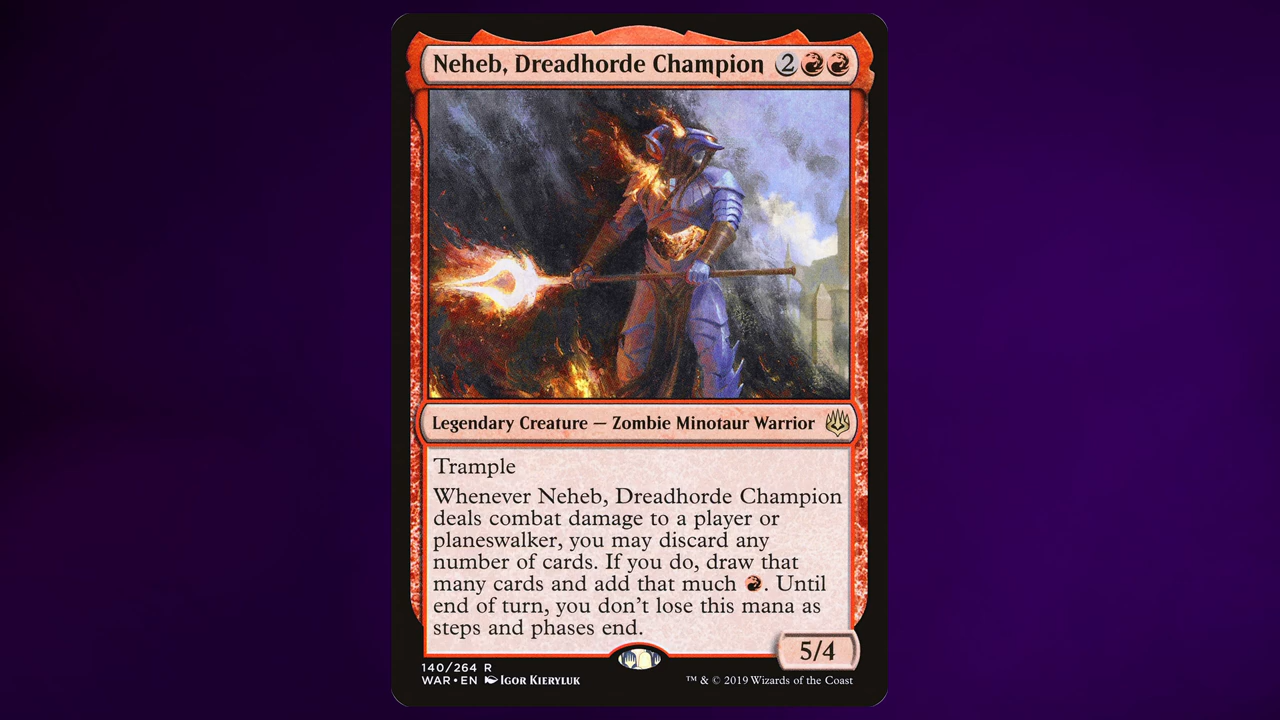 Neheb, Dreadhorde Champion 2
Legendary Creature — Zombie Minotaur Warrior
Trample
Whenever Neheb, Dreadhorde Champion
deals combat damage to a player or
planeswalker, you may discard any
number of cards. If you do, draw that
many cards and add that much . Until
end of turn, you don't lose this mana as
steps and phases end.
5/4
140/264 R
WAR • EN Igor Kieryluk
™ & © 2019 Wizards of the Coast